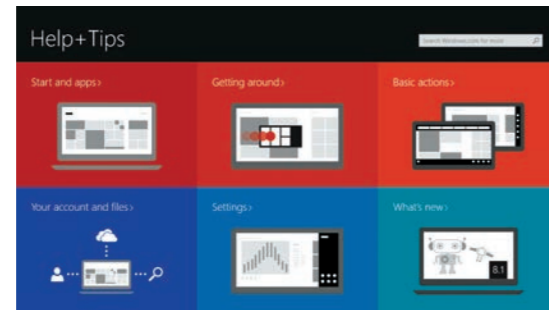 Help+Tips
Search Windows.com for more
Start and apps>
Getting around>
Basic actions>
Your account and files>
Settings>
What's new>
8.1